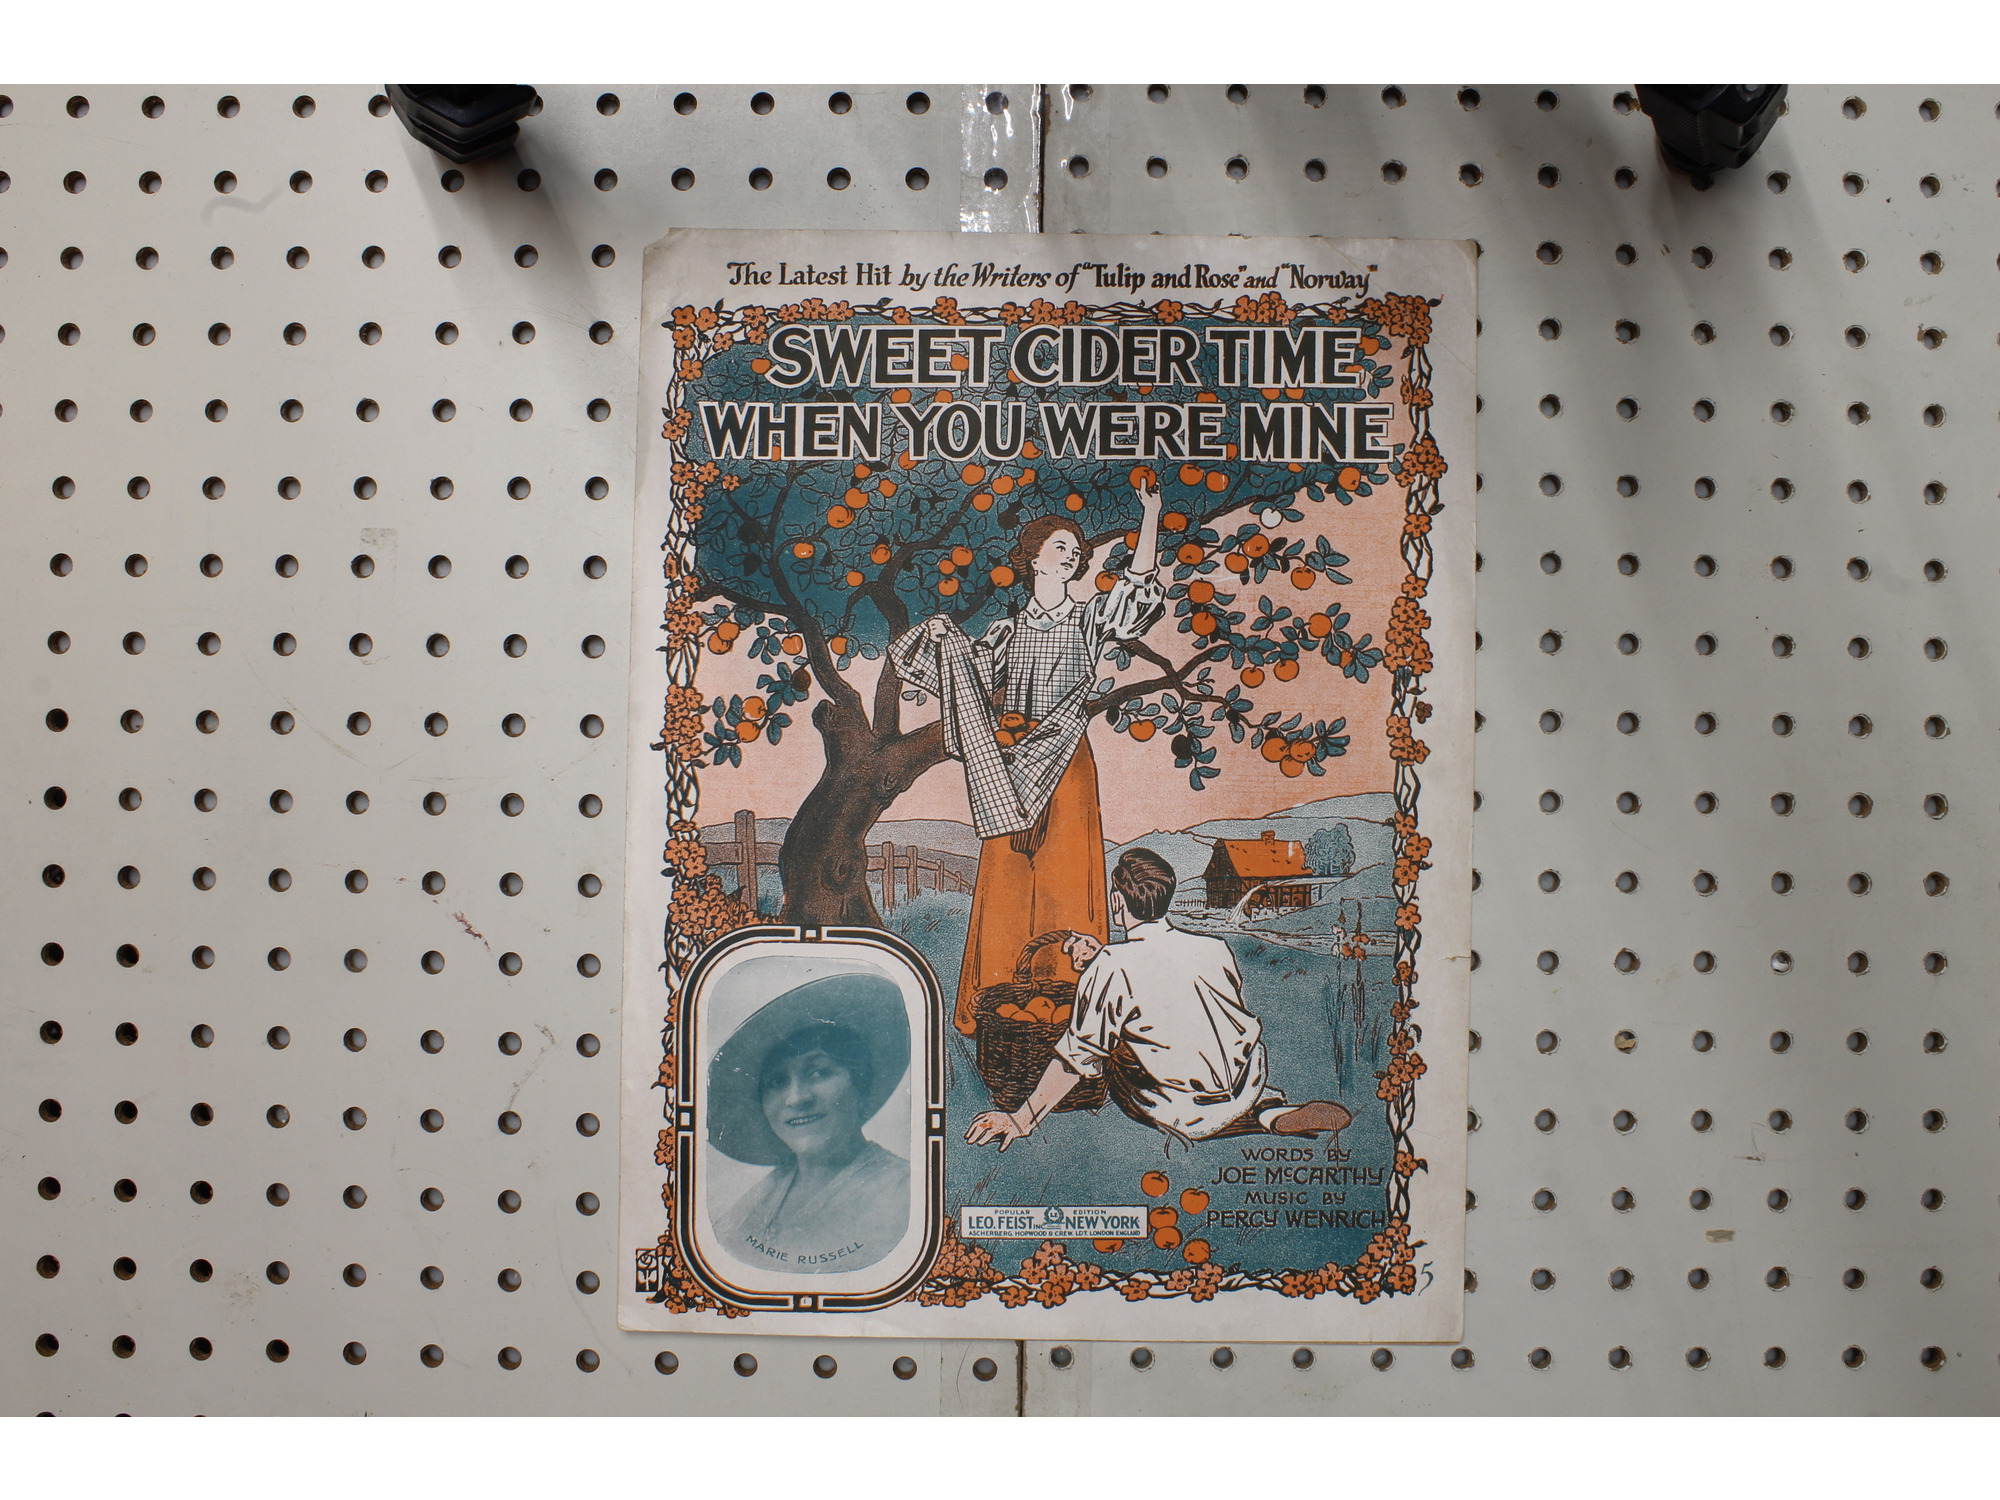 The Latest Hit by the Writers of "Tulip and Rose" and "Norway"
SWEET CIDER TIME
WHEN YOU WERE MINE
MARIE RUSSELL
WORDS BY
JOE McCARTHY
MUSIC BY
PERCY WENRICH
POPULAR EDITION
LEO. FEIST INC NEW YORK
ASCHERBERG, HOPWOOD & CREW, LDT. LONDON ENGLAND
5